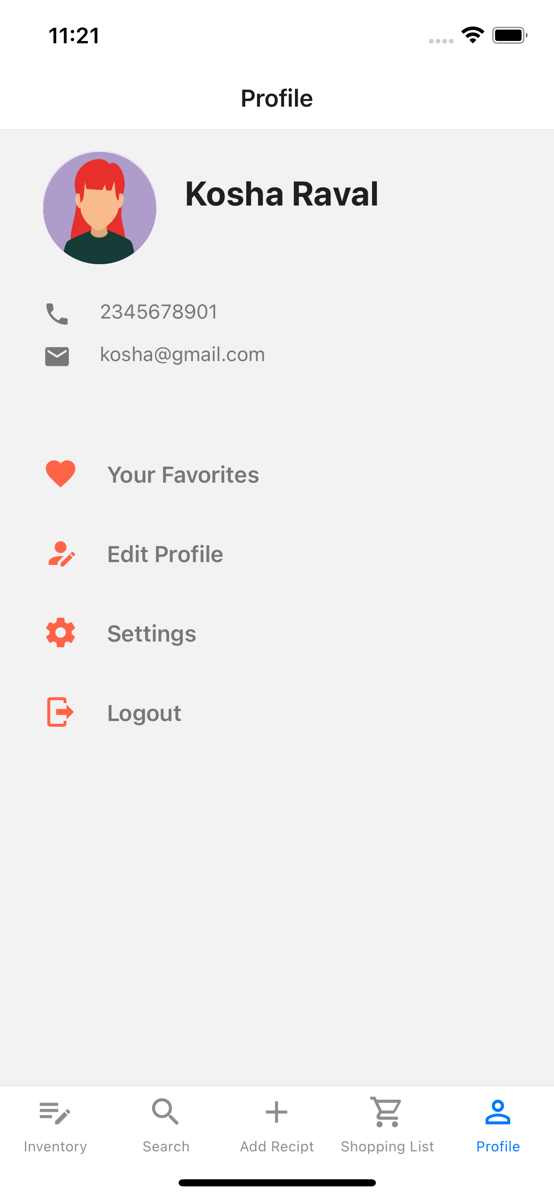 11:21
Profile
Kosha Raval
2345678901
kosha@gmail.com
Your Favorites
Edit Profile
Settings
Logout
Inventory
Search
Add Recipt
Shopping List
Profile